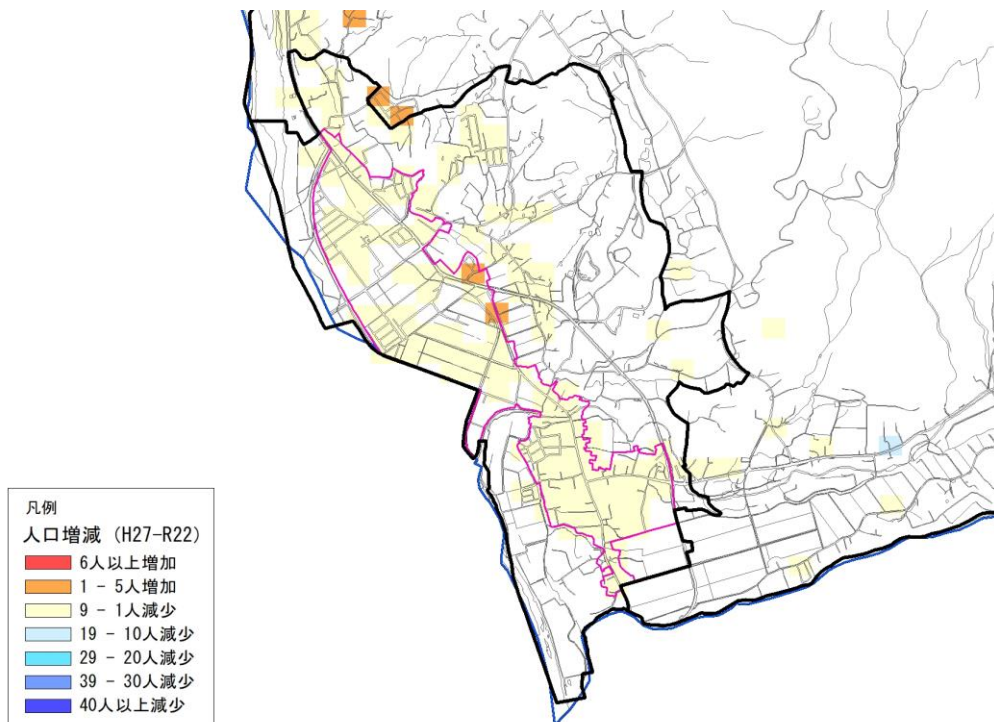 凡例
人口増減 (H27-R22)
6人以上増加
1 - 5人増加
9 - 1人減少
19 - 10人減少
29 - 20人減少
39 - 30人減少
40人以上減少